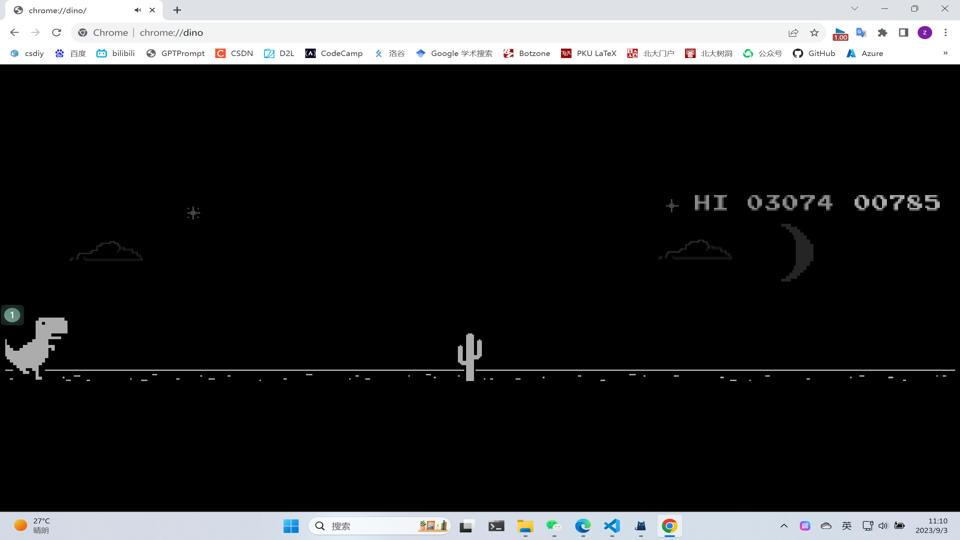 chrome://dino/
Chrome | chrome://dino
1.00
z
csdiy 百度 bilibili GPTPrompt CSDN D2L CodeCamp 洛谷 Google 学术搜索 Botzone PKU LaTeX 北大门户 北大树洞 公众号 GitHub Azure »
HI 03074 00785
1
27°C
晴朗
搜索
英
11:10
2023/9/3